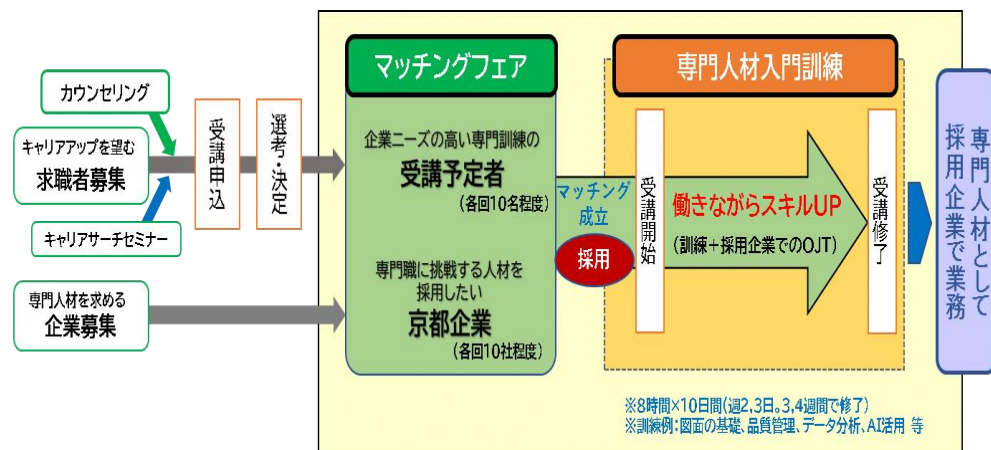 カウンセリング
キャリアアップを望む
求職者募集
キャリアサーチセミナー
専門人材を求める
企業募集
受講申込
選考・決定
マッチングフェア
企業ニーズの高い専門訓練の
受講予定者
(各回10名程度)
専門職に挑戦する人材を
採用したい
京都企業
(各回10社程度)
マッチング
成立
採用
専門人材入門訓練
受講開始
働きながらスキルUP
(訓練+採用企業でのOJT)
受講修了
専門人材として
採用企業で業務
※8時間×10日間(週2,3日。3,4週間で修了)
※訓練例:図面の基礎、品質管理、データ分析、AI活用 等